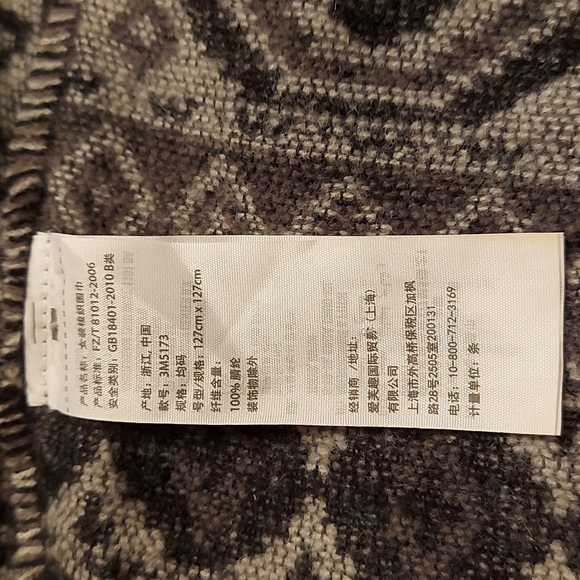 产品名称：女装梭织围巾
产品标准：FZ/T 81012-2006
安全类别：GB18401-2010 B类
产地：浙江, 中国
款号：3M5173
规格：均码
号型/规格：127cm x 127cm
纤维含量：
100% 腈纶
装饰物除外
经销商 /地址：
爱芙趣国际贸易 (上海)
有限公司
上海市外高桥保税区加枫
路28号2505室200131
电话：10–800–712–3169
计量单位：条